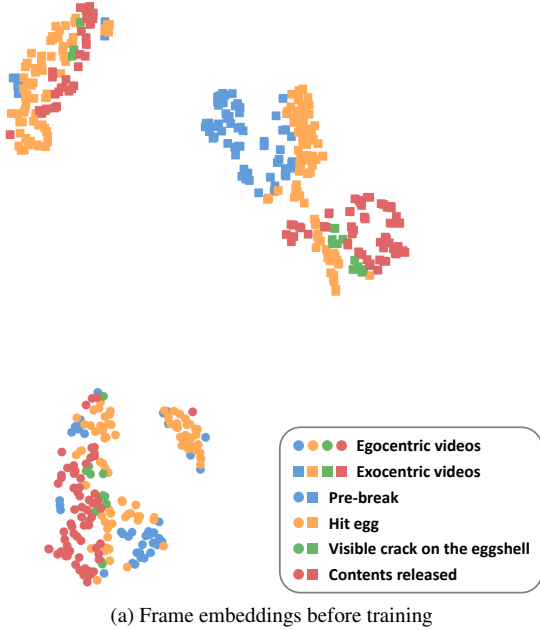 Egocentric videos
Exocentric videos
Pre-break
Hit egg
Visible crack on the eggshell
Contents released
(a) Frame embeddings before training